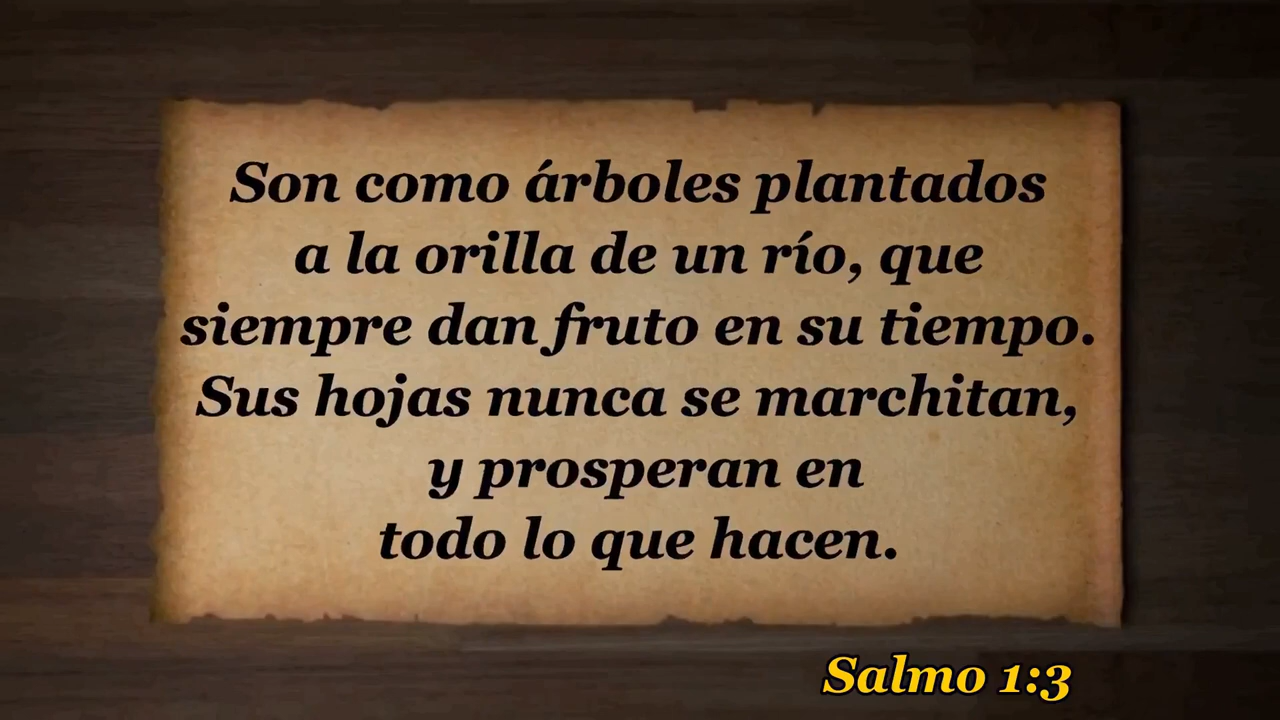 Son como árboles plantados
a la orilla de un río, que
siempre dan fruto en su tiempo.
Sus hojas nunca se marchitan,
y prosperan en
todo lo que hacen.
Salmo 1:3